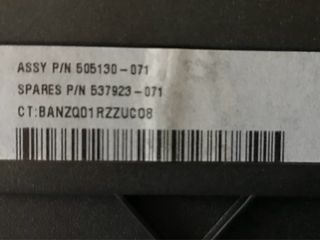 ASSY P/N 505130-071
SPARES P/N 537923-071
CT:BANZQ01RZZUC08